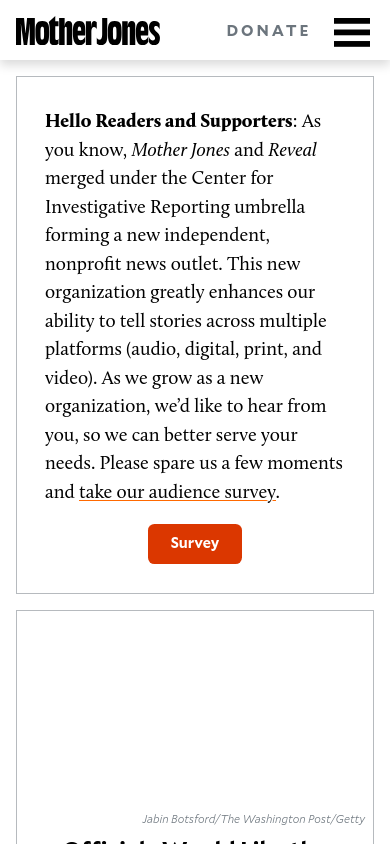 Mother Jones
DONATE
Hello Readers and Supporters: As
you know, Mother Jones and Reveal
merged under the Center for
Investigative Reporting umbrella
forming a new independent,
nonprofit news outlet. This new
organization greatly enhances our
ability to tell stories across multiple
platforms (audio, digital, print, and
video). As we grow as a new
organization, we’d like to hear from
you, so we can better serve your
needs. Please spare us a few moments
and take our audience survey.
Survey
Jabin Botsford/The Washington Post/Getty